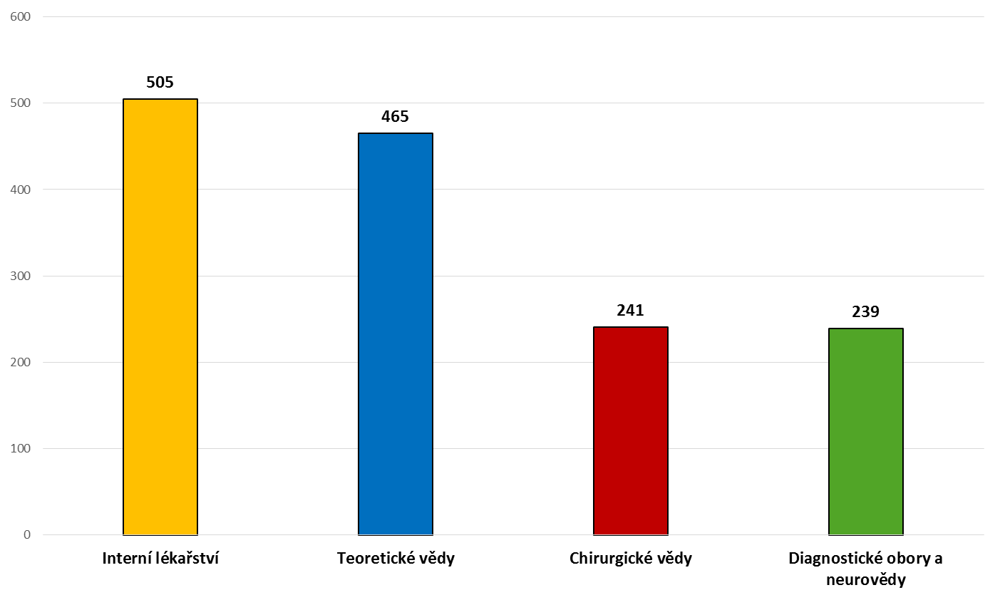 600
505
500
465
400
300
241
239
200
100
0
Interní lékařství
Teoretické vědy
Chirurgické vědy
Diagnostické obory a
neurovědy